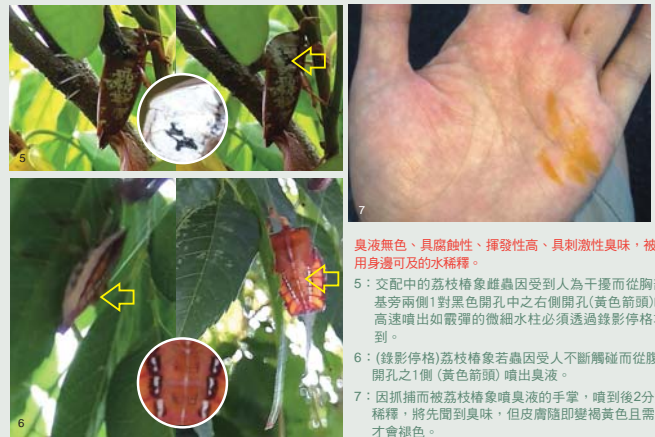 5
6
7
臭液無色、具腐蝕性、揮發性高、具刺激性臭味，被
用身邊可及的水稀釋。
5：交配中的荔枝椿象雌蟲因受到人為干擾而從胸
基旁兩側1對黑色開孔中之右側開孔(黃色箭頭)
高速噴出如霰彈的微細水柱必須透過錄影停格
到。
6：(錄影停格)荔枝椿象若蟲因受人不斷觸碰而從腹
開孔之1側 (黃色箭頭) 噴出臭液。
7：因抓捕而被荔枝椿象噴臭液的手掌，噴到後2分
稀釋，將先聞到臭味，但皮膚隨即變褐黃色且需
才會褪色。